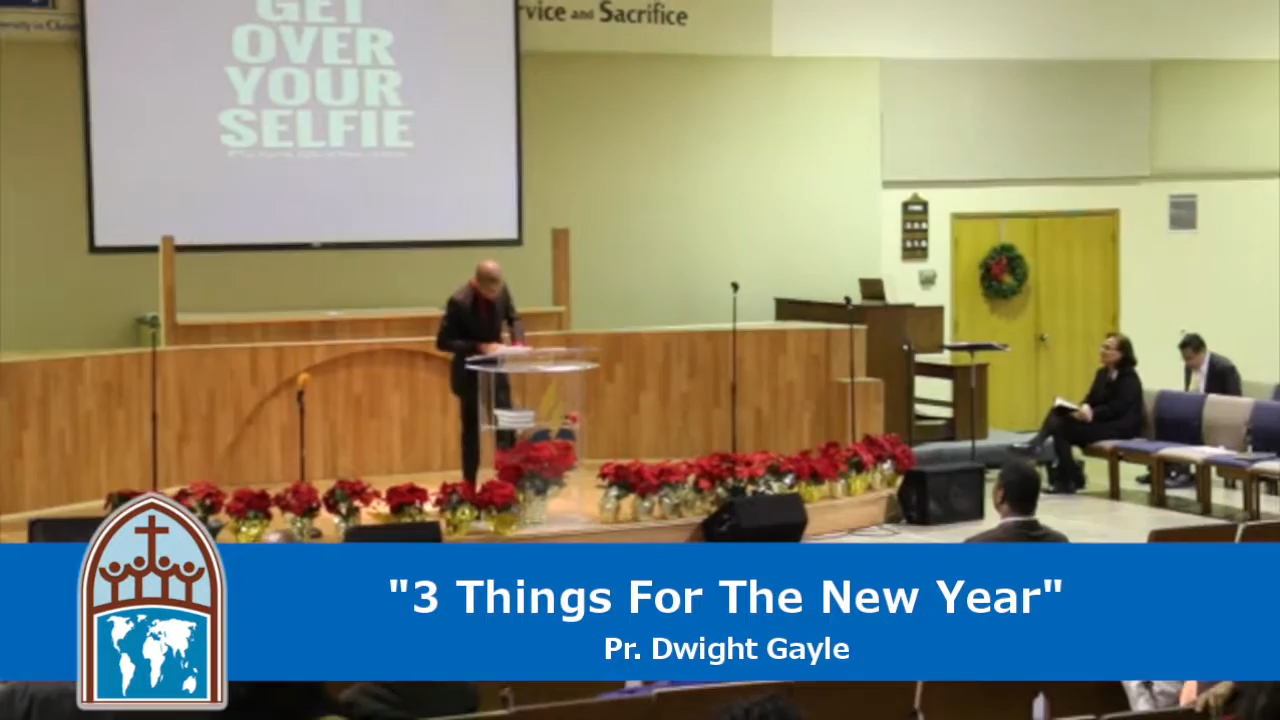 GET
OVER
YOUR
SELFIE
Service and Sacrifice
"3 Things For The New Year"
Pr. Dwight Gayle